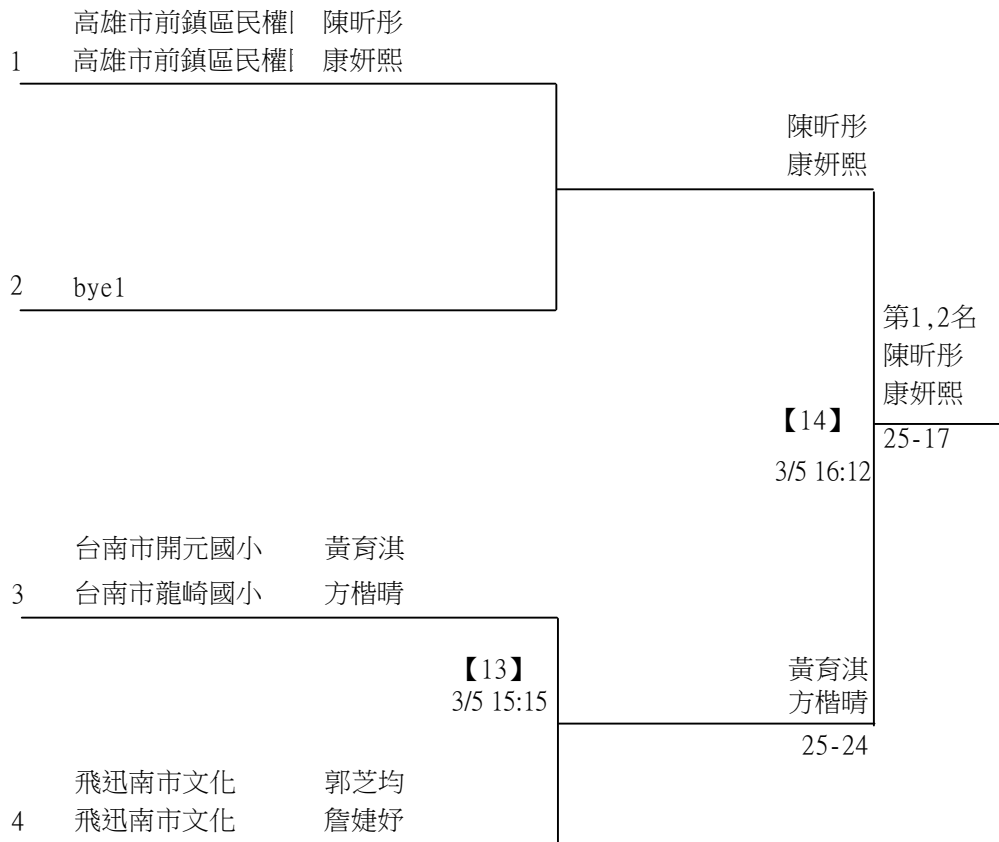 高雄市前鎮區民權 陳昕彤
1 高雄市前鎮區民權 康妍熙
陳昕彤
康妍熙
2 bye1
第1,2名
陳昕彤
康妍熙
【14】
25-17
3/5 16:12
台南市開元國小 黃育淇
3 台南市龍崎國小 方楷晴
【13】
3/5 15:15
黃育淇
方楷晴
25-24
飛迅南市文化 郭芝均
4 飛迅南市文化 詹婕妤